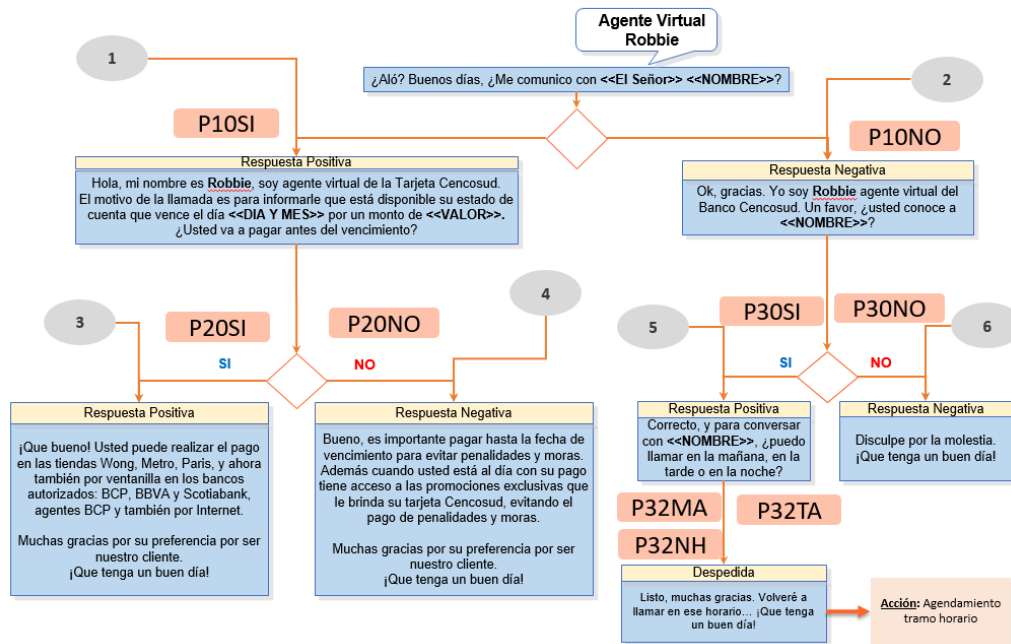 Agente Virtual
Robbie
1
¿Aló? Buenos días, ¿Me comunico con <<El Señor>> <<NOMBRE>>?
2
P10SI
P10NO
Respuesta Positiva
Hola, mi nombre es Robbie, soy agente virtual de la Tarjeta Cencosud.
El motivo de la llamada es para informarle que está disponible su estado de
cuenta que vence el día <<DIA Y MES>> por un monto de <<VALOR>>.
¿Usted va a pagar antes del vencimiento?
Respuesta Negativa
Ok, gracias. Yo soy Robbie agente virtual del
Banco Cencosud. Un favor, ¿usted conoce a
<<NOMBRE>>?
3
P20SI
P20NO
4
SI
NO
5
P30SI
P30NO
6
SI
NO
Respuesta Positiva
¡Que bueno! Usted puede realizar el pago
en las tiendas Wong, Metro, Paris, y ahora
también por ventanilla en los bancos
autorizados: BCP, BBVA y Scotiabank,
agentes BCP y también por Internet.
Muchas gracias por su preferencia por ser
nuestro cliente.
¡Que tenga un buen día!
Respuesta Negativa
Bueno, es importante pagar hasta la fecha de
vencimiento para evitar penalidades y moras.
Además cuando usted está al día con su pago
tiene acceso a las promociones exclusivas que
le brinda su tarjeta Cencosud, evitando el
pago de penalidades y moras.
Muchas gracias por su preferencia por ser
nuestro cliente.
¡Que tenga un buen día!
Respuesta Positiva
Correcto, y para conversar
con <<NOMBRE>>, ¿puedo
llamar en la mañana, en la
tarde o en la noche?
Respuesta Negativa
Disculpe por la molestia.
¡Que tenga un buen día!
P32MA
P32TA
P32NH
Despedida
Listo, muchas gracias. Volveré a
llamar en ese horario... ¡Que tenga
un buen día!
Acción: Agendamiento
tramo horario